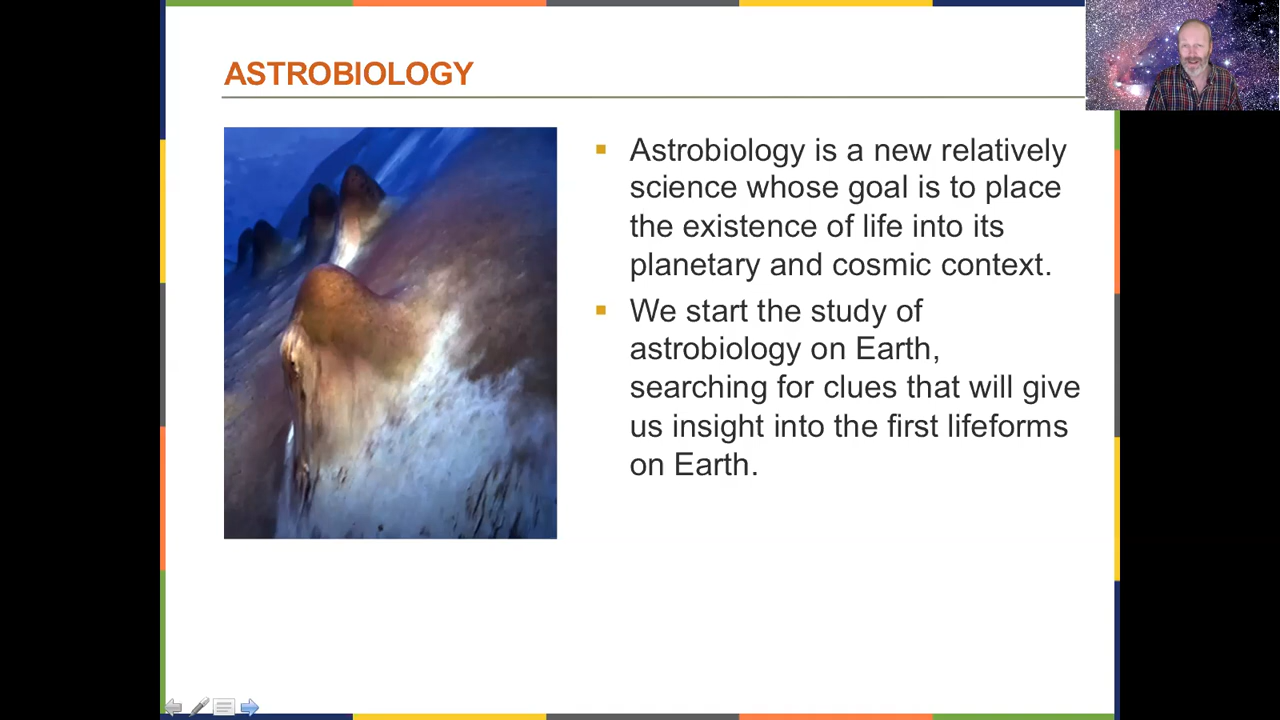 ASTROBIOLOGY
Astrobiology is a new relatively
science whose goal is to place
the existence of life into its
planetary and cosmic context.
We start the study of
astrobiology on Earth,
searching for clues that will give
us insight into the first lifeforms
on Earth.